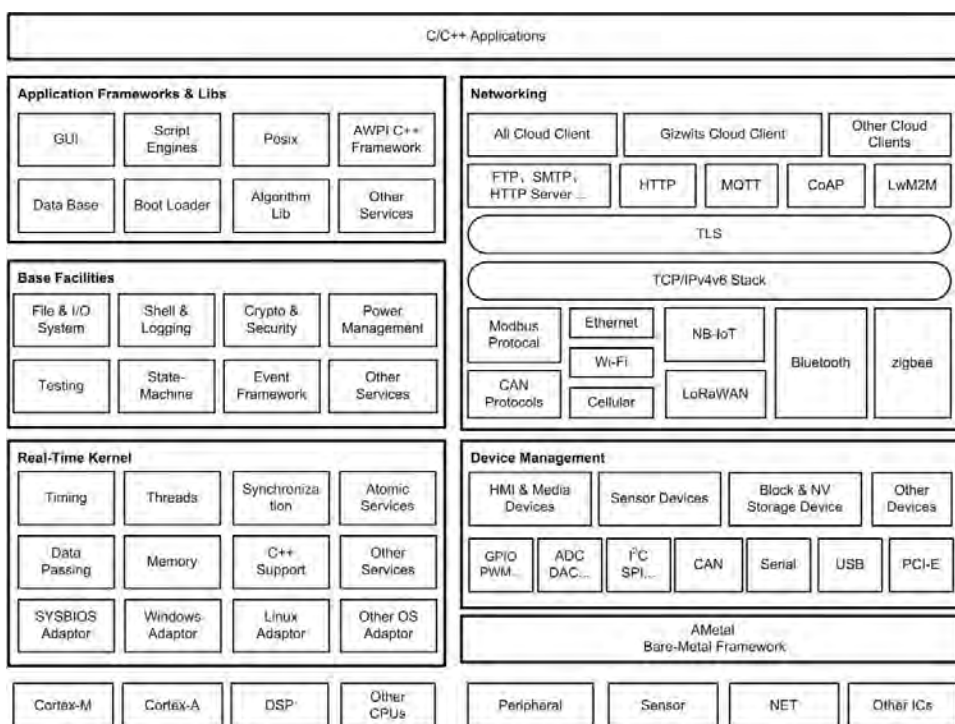 C/C++ Applications
Application Frameworks & Libs
GUI
Script
Engines
Posix
AWPI C++
Framework
Data Base
Boot Loader
Algorithm
Lib
Other
Services
Base Facilities
File & I/O
System
Shell &
Logging
Crypto &
Security
Power
Management
Testing
State-
Machine
Event
Framework
Other
Services
Real-Time Kernel
Timing
Threads
Synchroniza
tion
Atomic
Services
Data
Passing
Memory
C++
Support
Other
Services
SYSBIOS
Adaptor
Windows
Adaptor
Linux
Adaptor
Other OS
Adaptor
Cortex-M
Cortex-A
DSP
Other
CPUs
Networking
Ali Cloud Client
Gizwits Cloud Client
Other Cloud
Clients
FTP、SMTP、
HTTP Server ...
HTTP
MQTT
CoAP
LwM2M
TLS
TCP/IPv4v6 Stack
Modbus
Protocal
Ethernet
NB-IoT
Bluetooth
zigbee
Wi-Fi
CAN
Protocols
Cellular
LoRaWAN
Device Management
HMI & Media
Devices
Sensor Devices
Block & NV
Storage Device
Other
Devices
GPIO
PWM...
ADC
DAC...
I²C
SPI...
CAN
Serial
USB
PCI-E
AMetal
Bare-Metal Framework
Peripheral
Sensor
NET
Other ICs